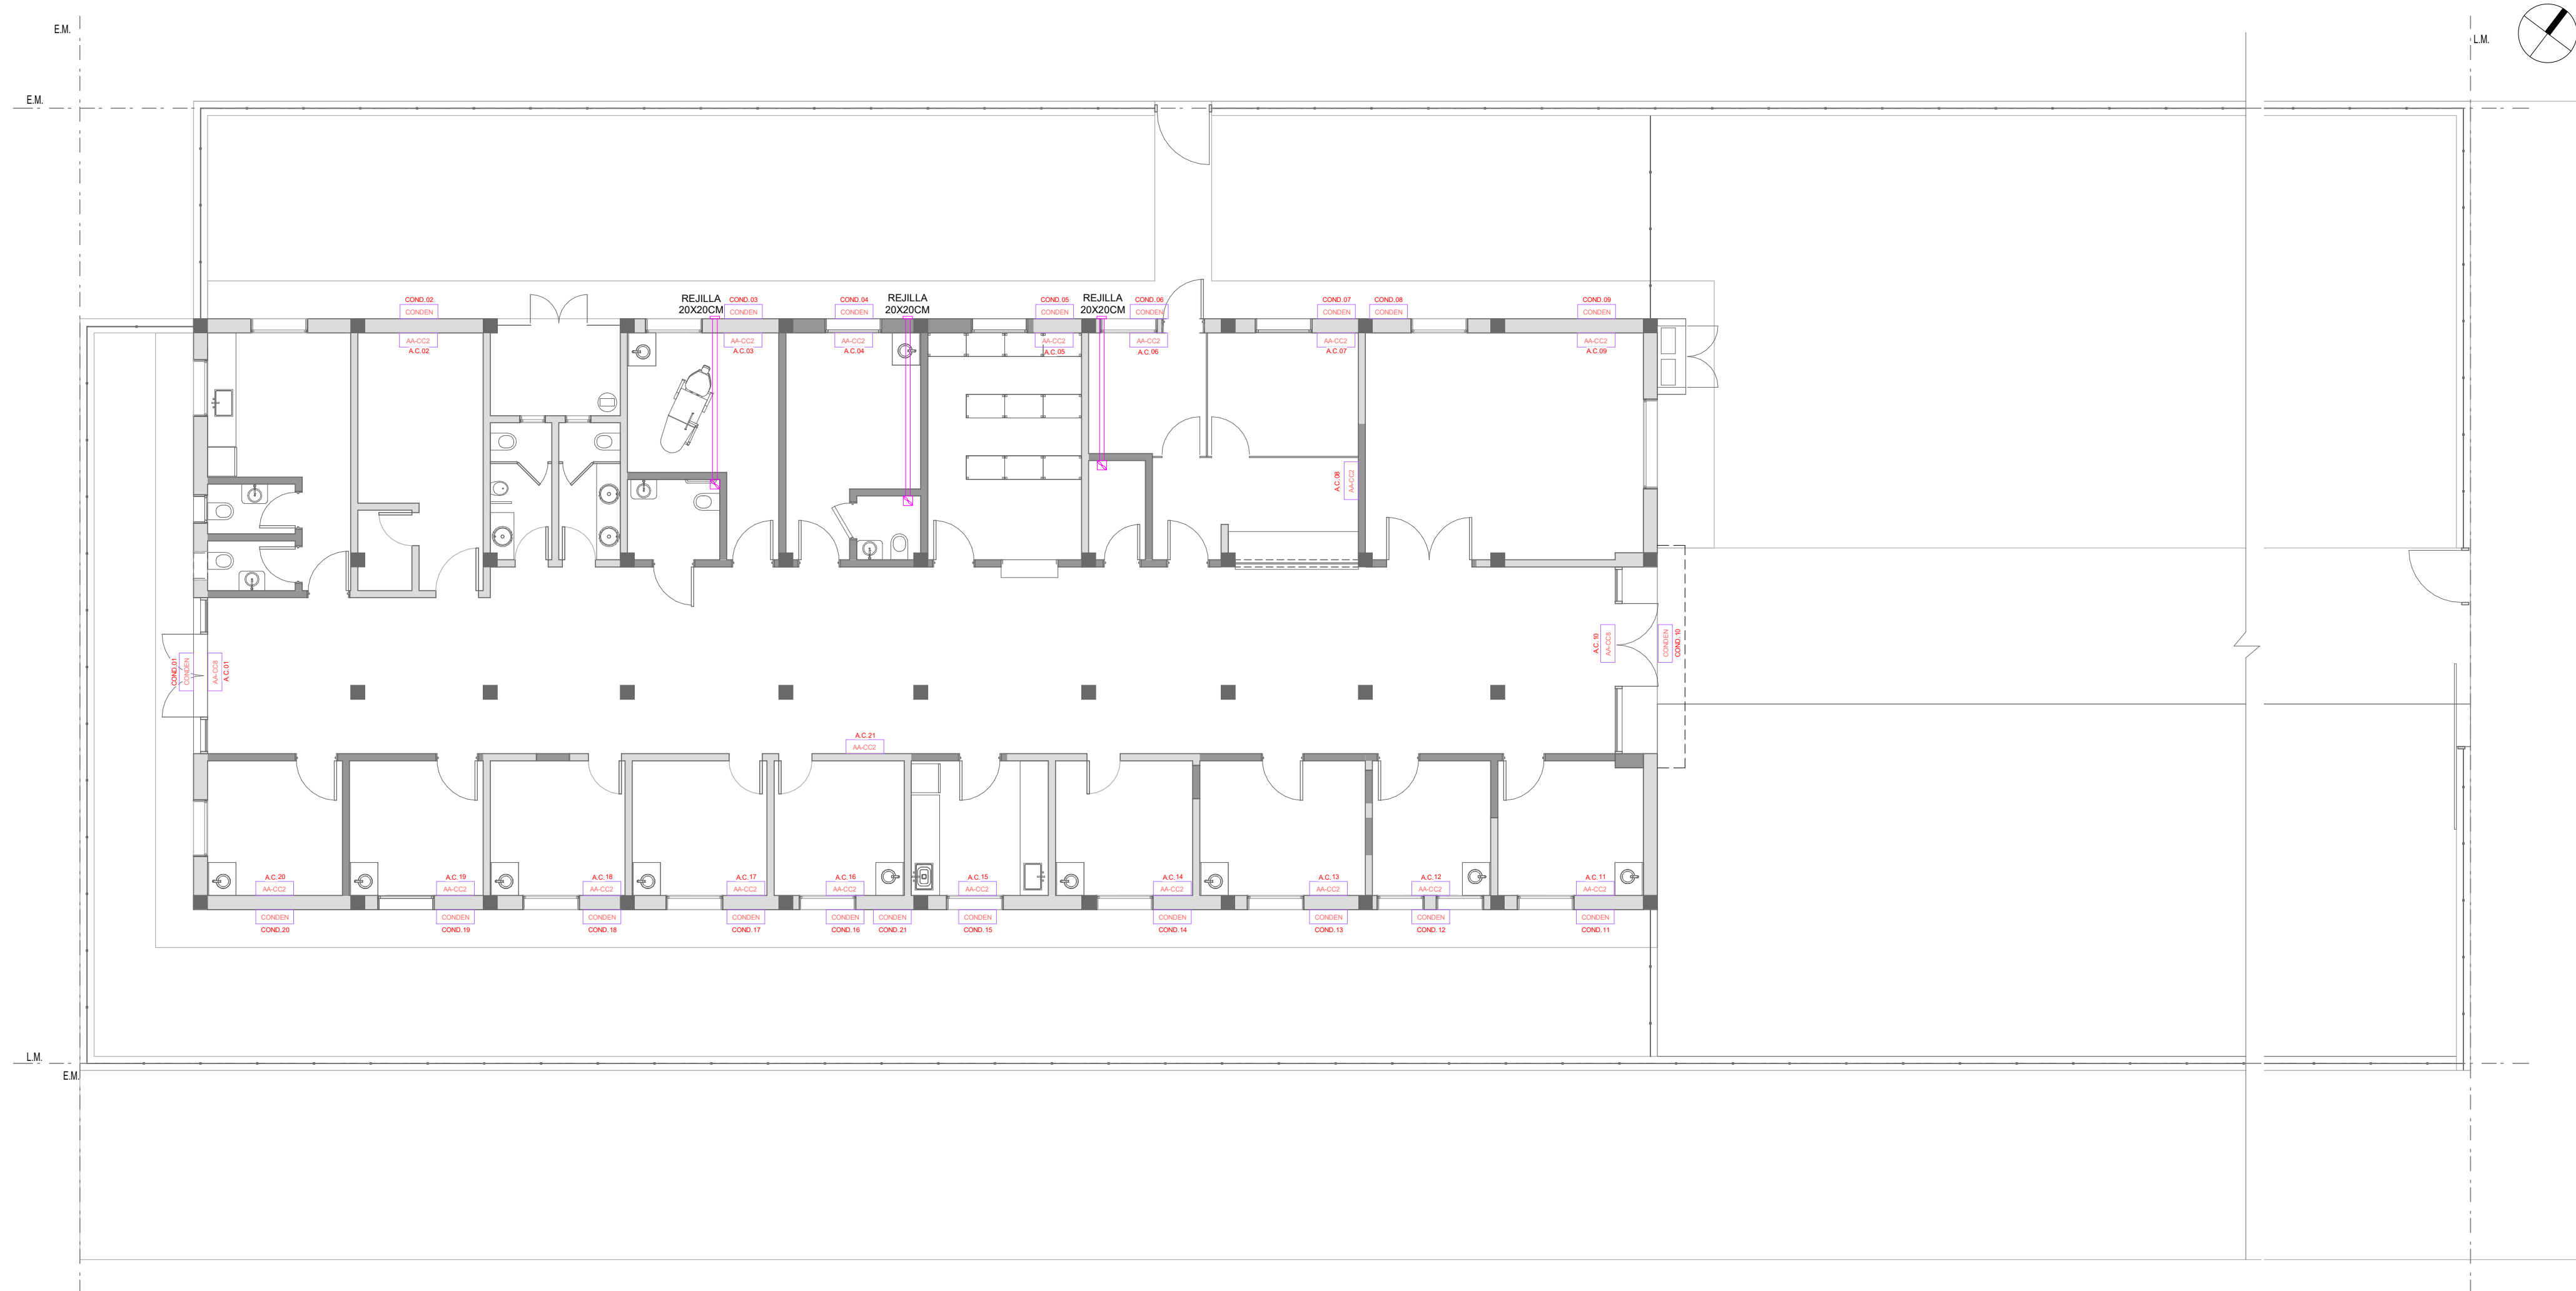 E.M.
L.M.
E.M.
REJILLA
20X20CM
REJILLA
20X20CM
REJILLA
20X20CM
COND.02
CONDEN
COND.03
CONDEN
COND.04
CONDEN
COND.05
CONDEN
COND.06
CONDEN
COND.07
CONDEN
COND.08
CONDEN
COND.09
CONDEN
AA-CC2
A.C.02
AA-CC2
A.C.03
AA-CC2
A.C.04
AA-CC2
A.C.05
AA-CC2
A.C.06
AA-CC2
A.C.07
AA-CC2
A.C.09
A.C.08
AA-CC2
COND.01
CONDEN
AA-CC8
A.C.01
A.C.10
AA-CC8
CONDEN
COND.10
A.C.21
AA-CC2
A.C.20
AA-CC2
A.C.19
AA-CC2
A.C.18
AA-CC2
A.C.17
AA-CC2
A.C.16
AA-CC2
A.C.15
AA-CC2
A.C.14
AA-CC2
A.C.13
AA-CC2
A.C.12
AA-CC2
A.C.11
AA-CC2
CONDEN
COND.20
CONDEN
COND.19
CONDEN
COND.18
CONDEN
COND.17
CONDEN
COND.16
CONDEN
COND.21
CONDEN
COND.15
CONDEN
COND.14
CONDEN
COND.13
CONDEN
COND.12
CONDEN
COND.11
L.M.
E.M.